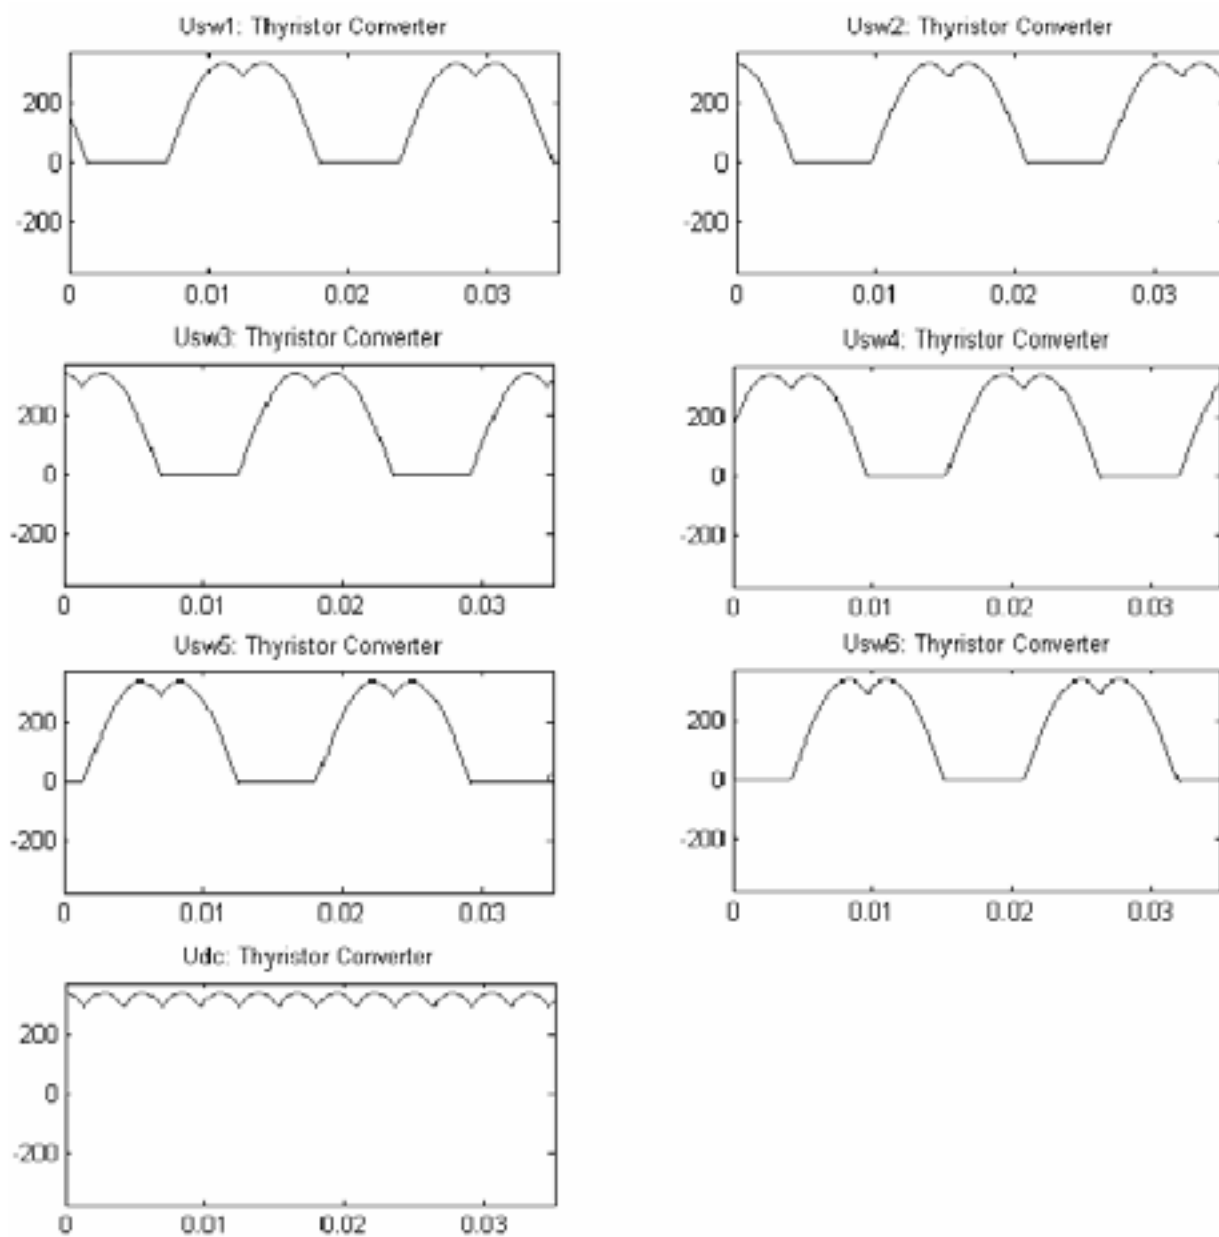 Usw1: Thyristor Converter
Usw2: Thyristor Converter
200
0
-200
0 0.01 0.02 0.03
200
0
-200
0 0.01 0.02 0.03
Usw3: Thyristor Converter
Usw4: Thyristor Converter
200
0
-200
0 0.01 0.02 0.03
200
0
-200
0 0.01 0.02 0.03
Usw5: Thyristor Converter
Usw6: Thyristor Converter
200
0
-200
0 0.01 0.02 0.03
200
0
-200
0 0.01 0.02 0.03
Udc: Thyristor Converter
200
0
-200
0 0.01 0.02 0.03